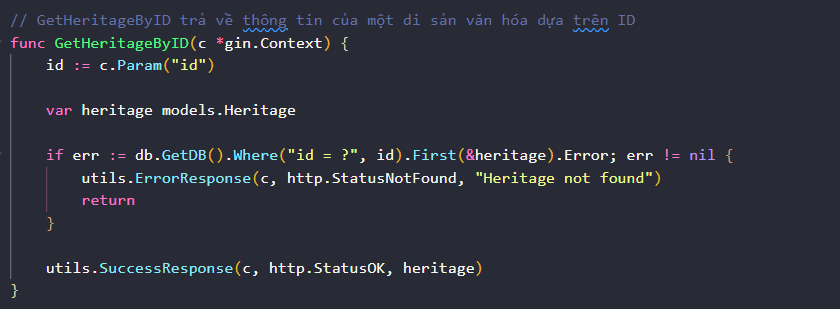 // GetHeritageByID trả về thông tin của một di sản văn hóa dựa trên ID
func GetHeritageByID(c *gin.Context) {
    id := c.Param("id")

    var heritage models.Heritage

    if err := db.GetDB().Where("id = ?", id).First(&heritage).Error; err != nil {
        utils.ErrorResponse(c, http.StatusNotFound, "Heritage not found")
        return
    }

    utils.SuccessResponse(c, http.StatusOK, heritage)
}